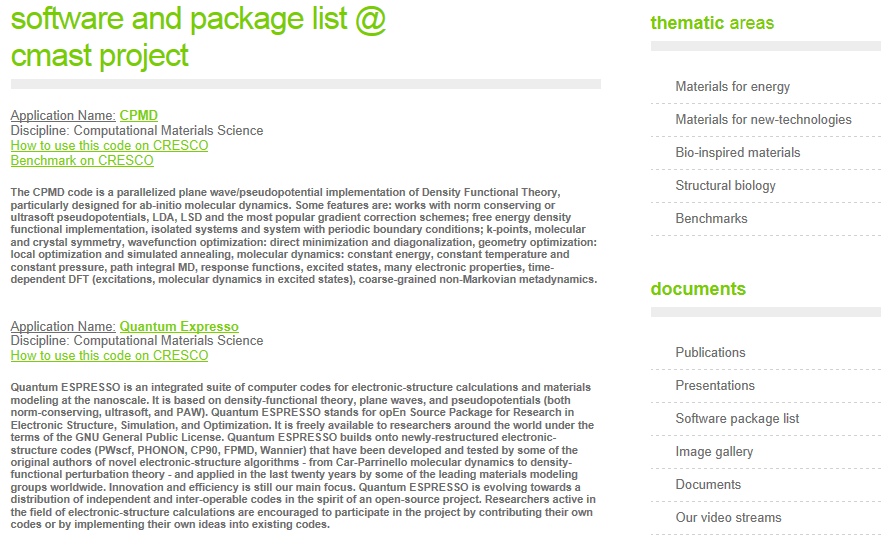 software and package list @
cmast project
Application Name: CPMD
Discipline: Computational Materials Science
How to use this code on CRESCO
Benchmark on CRESCO
The CPMD code is a parallelized plane wave/pseudopotential implementation of Density Functional Theory,
particularly designed for ab-initio molecular dynamics. Some features are: works with norm conserving or
ultrasoft pseudopotentials, LDA, LSD and the most popular gradient correction schemes; free energy density
functional implementation, isolated systems and system with periodic boundary conditions; k-points, molecular
and crystal symmetry, wavefunction optimization: direct minimization and diagonalization, geometry optimization:
local optimization and simulated annealing, molecular dynamics: constant energy, constant temperature and
constant pressure, path integral MD, response functions, excited states, many electronic properties, time-
dependent DFT (excitations, molecular dynamics in excited states), coarse-grained non-Markovian metadynamics.
Application Name: Quantum Expresso
Discipline: Computational Materials Science
How to use this code on CRESCO
Quantum ESPRESSO is an integrated suite of computer codes for electronic-structure calculations and materials
modeling at the nanoscale. It is based on density-functional theory, plane waves, and pseudopotentials (both
norm-conserving, ultrasoft, and PAW). Quantum ESPRESSO stands for opEn Source Package for Research in
Electronic Structure, Simulation, and Optimization. It is freely available to researchers around the world under the
terms of the GNU General Public License. Quantum ESPRESSO builds onto newly-restructured electronic-
structure codes (PWscf, PHONON, CP90, FPMD, Wannier) that have been developed and tested by some of the
original authors of novel electronic-structure algorithms - from Car-Parrinello molecular dynamics to density-
functional perturbation theory - and applied in the last twenty years by some of the leading materials modeling
groups worldwide. Innovation and efficiency is still our main focus. Quantum ESPRESSO is evolving towards a
distribution of independent and inter-operable codes in the spirit of an open-source project. Researchers active in
the field of electronic-structure calculations are encouraged to participate in the project by contributing their own
codes or by implementing their own ideas into existing codes.
thematic areas
Materials for energy
Materials for new-technologies
Bio-inspired materials
Structural biology
Benchmarks
documents
Publications
Presentations
Software package list
Image gallery
Documents
Our video streams